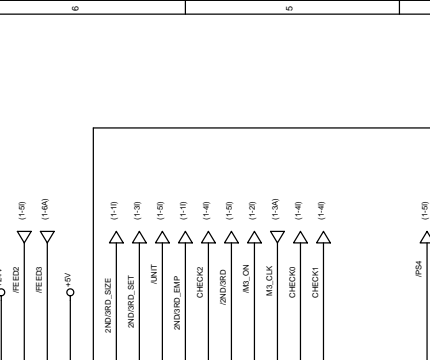 6
5
(1-5I)
(1-6A)
(1-1I)
(1-3I)
(1-5I)
(1-1I)
(1-4I)
(1-5I)
(1-2I)
(1-3A)
(1-4I)
(1-4I)
(1-5I)
/FEED2
/FEED3
+5V
2ND/3RD_SIZE
2ND/3RD_SET
/UNIT
2ND/3RD_EMP
CHECK2
/2ND/3RD
/M3_ON
M3_CLK
CHECK0
CHECK1
/PS4